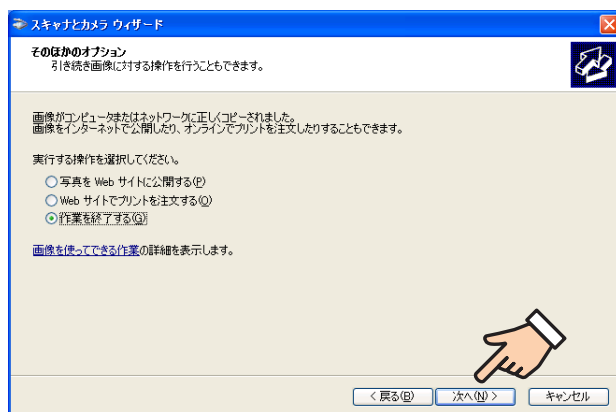 スキャナとカメラ ウィザード
そのほかのオプション
引き続き画像に対する操作を行うこともできます。
画像がコンピュータまたはネットワークに正しくコピーされました。
画像をインターネットで公開したり、オンラインでプリントを注文したりすることもできます。
実行する操作を選択してください。
写真を Web サイトに公開する(P)
Web サイトでプリントを注文する(O)
作業を終了する(G)
画像を使ってできる作業の詳細を表示します。
< 戻る(B) 次へ(N) > キャンセル